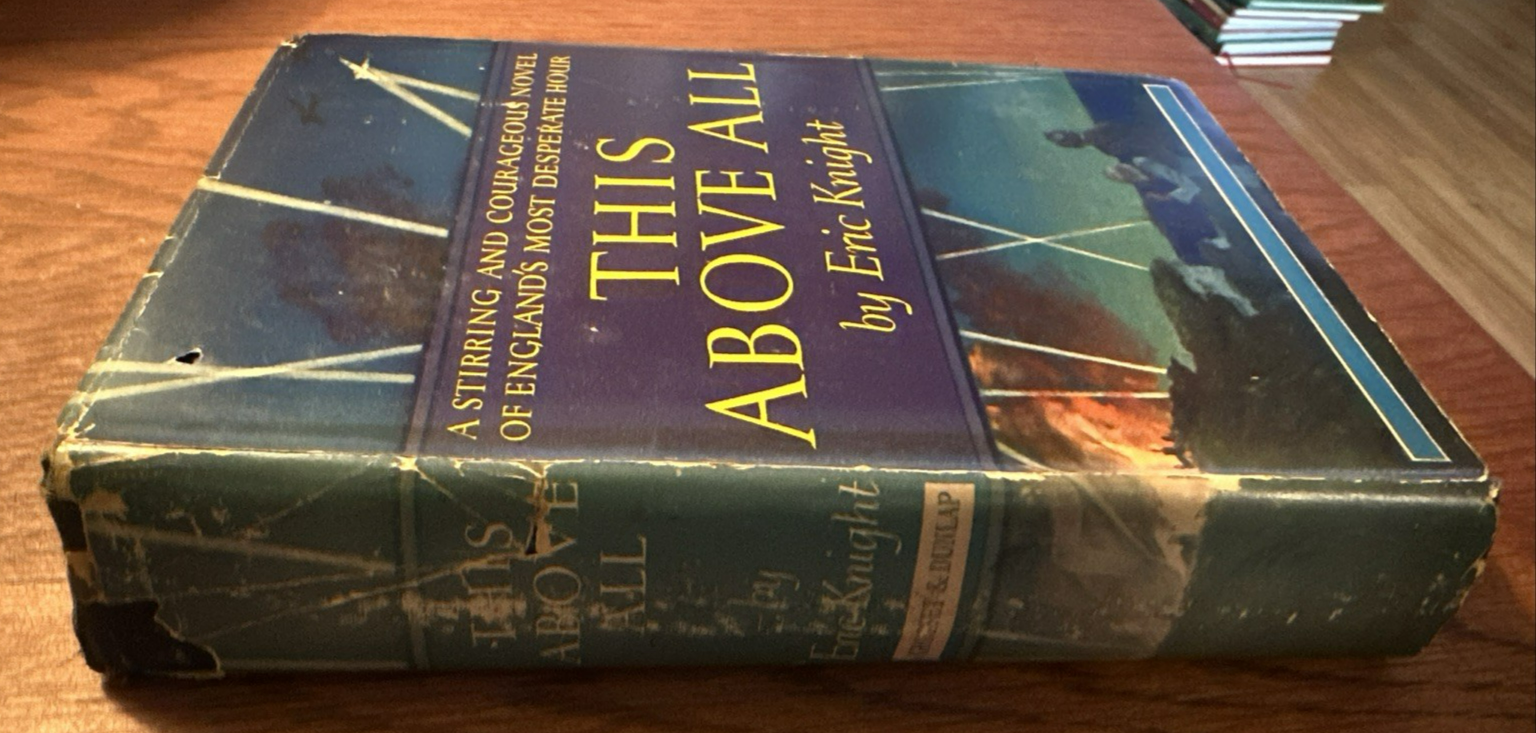 A STIRRING AND COURAGEOUS NOVEL
OF ENGLAND'S MOST DESPERATE HOUR
THIS
ABOVE ALL
by Eric Knight
THIS
ABOVE
ALL
by
Eric Knight
GROSSET & DUNLAP